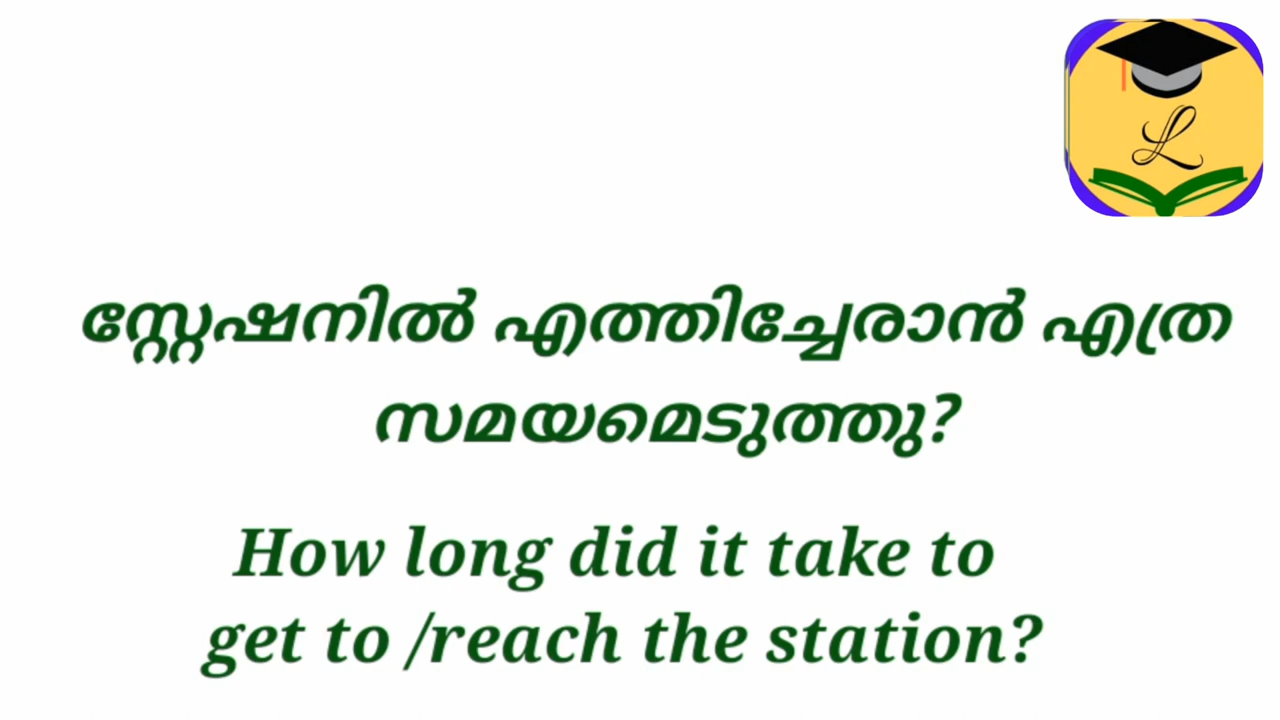 L
സ്റ്റേഷനിൽ എത്തിച്ചേരാൻ എത്ര
സമയമെടുത്തു?
How long did it take to
get to /reach the station?